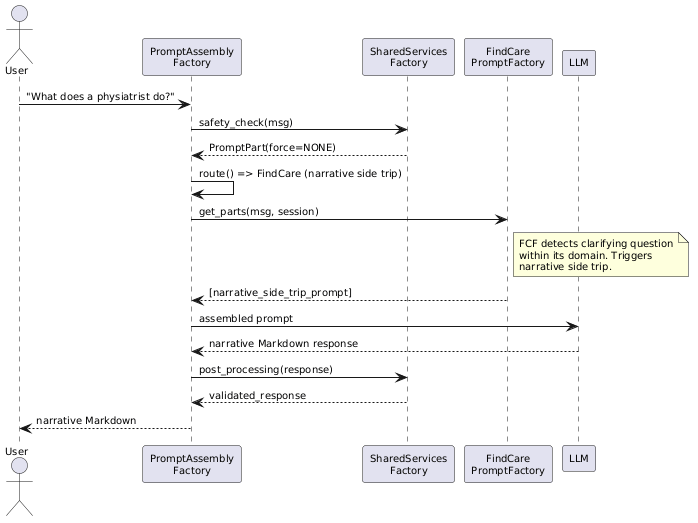 User
PromptAssembly
Factory
SharedServices
Factory
FindCare
PromptFactory
LLM
"What does a physiatrist do?"
safety_check(msg)
PromptPart(force=NONE)
route() => FindCare (narrative side trip)
get_parts(msg, session)
FCF detects clarifying question
within its domain. Triggers
narrative side trip.
[narrative_side_trip_prompt]
assembled prompt
narrative Markdown response
post_processing(response)
validated_response
narrative Markdown
User
PromptAssembly
Factory
SharedServices
Factory
FindCare
PromptFactory
LLM